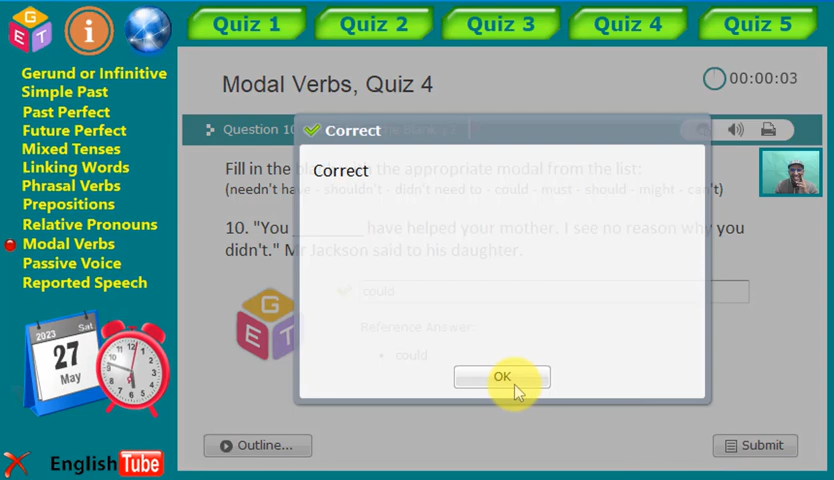 Quiz 1
Quiz 2
Quiz 3
Quiz 4
Quiz 5
G
E T
i
Gerund or Infinitive
Simple Past
Past Perfect
Future Perfect
Mixed Tenses
Linking Words
Phrasal Verbs
Prepositions
Relative Pronouns
Modal Verbs
Passive Voice
Reported Speech
2023 Sat
27
May
English Tube
Modal Verbs, Quiz 4
00:00:03
Question 10
Correct
Correct
Fill in the the appropriate modal from the list:
(needn't have - shouldn't - didn't need to - could - must - should - might - can't)
10. "You ________ have helped your mother. I see no reason why you
didn't." Mr Jackson said to his daughter.
could
G
E T
Reference Answer:
• could
OK
Outline...
Submit